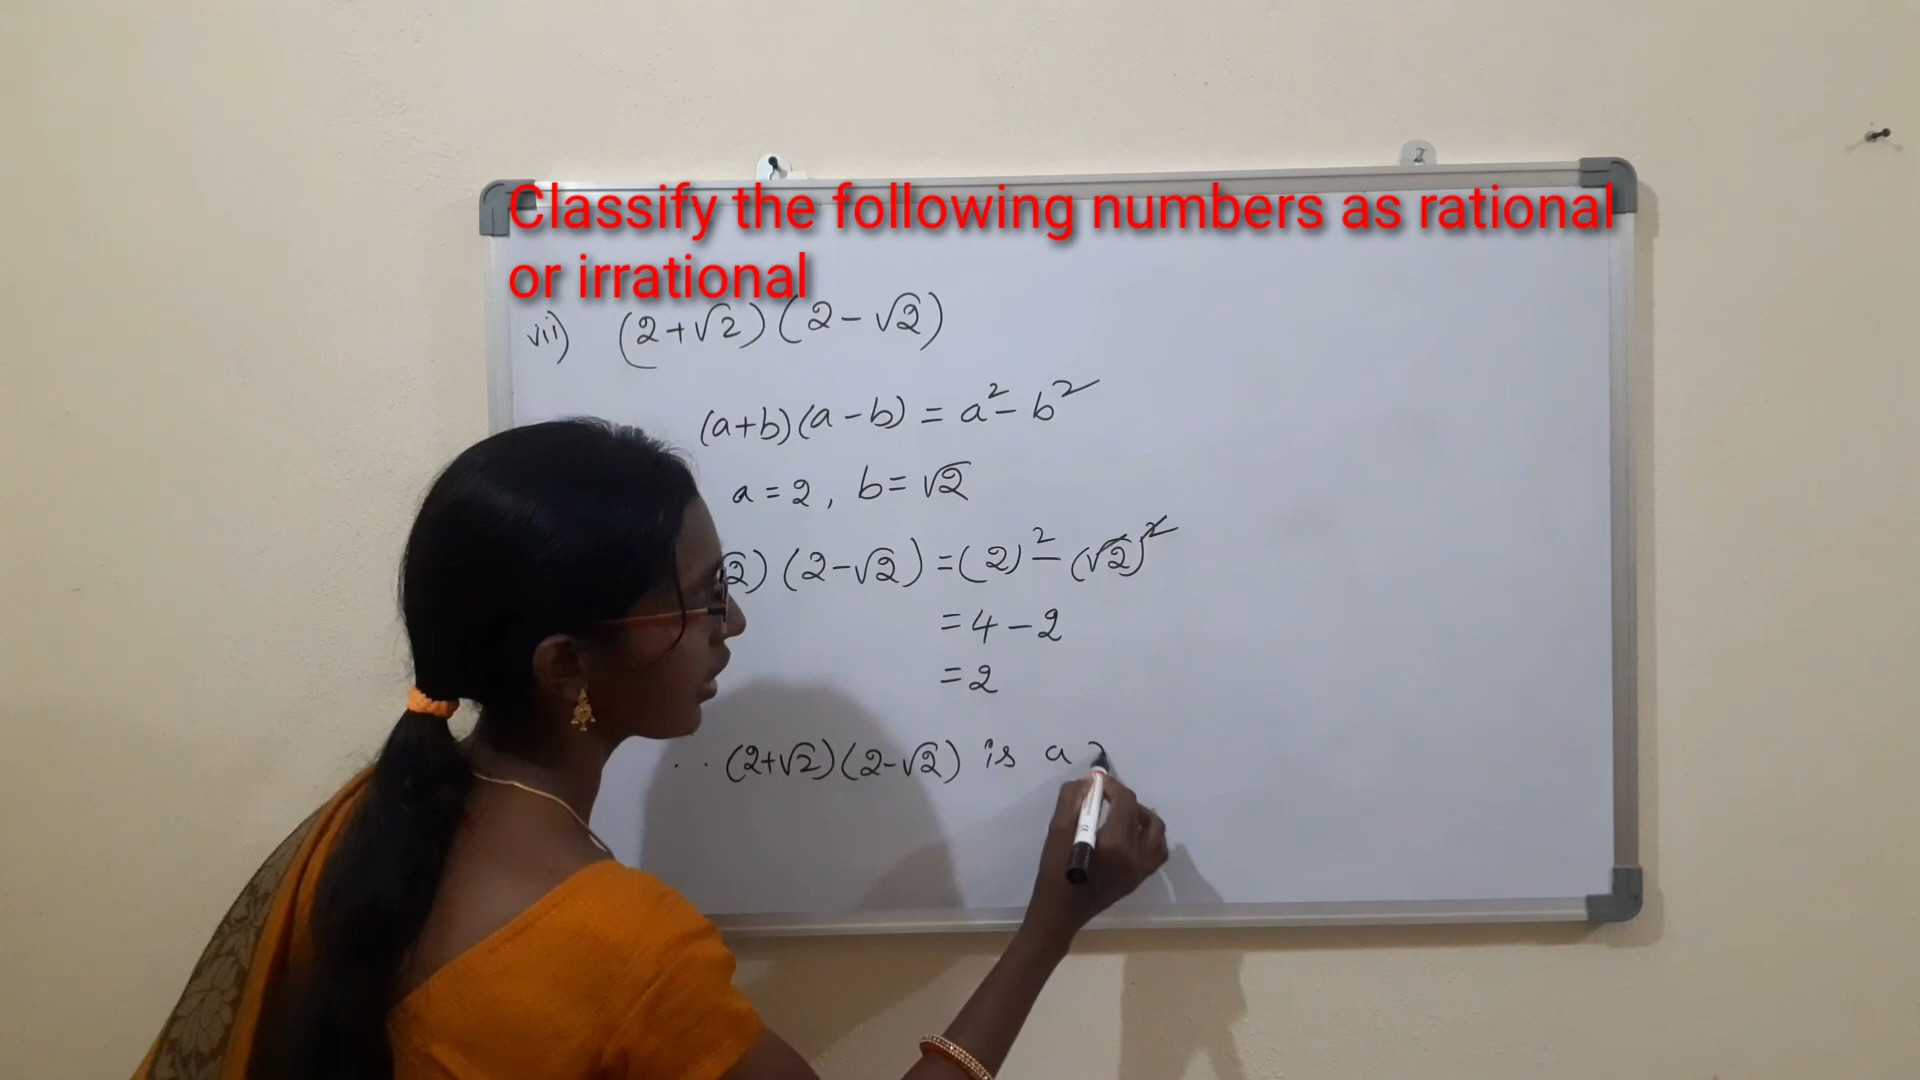 Classify the following numbers as rational
or irrational
vii) (2+√2)(2-√2)
(a+b)(a-b) = a²-b²
a=2, b=√2
2)(2-√2) =(2)²-(√2)²
=4-2
=2
(2+√2)(2-√2) is a